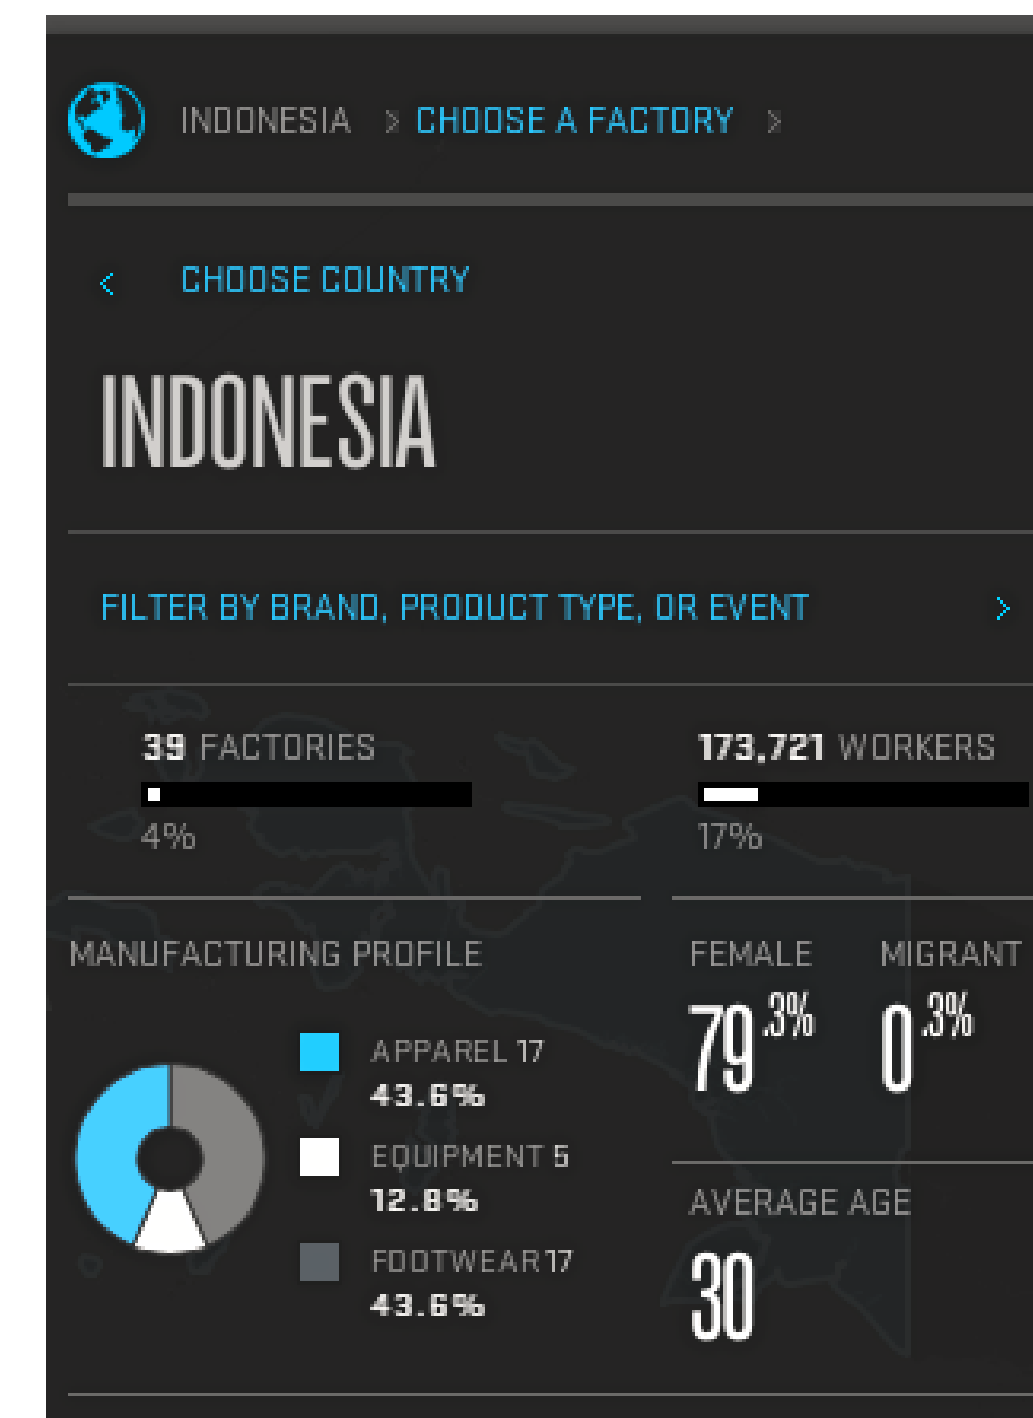 INDONESIA > CHOOSE A FACTORY >
< CHOOSE COUNTRY
INDONESIA
FILTER BY BRAND, PRODUCT TYPE, OR EVENT >
39 FACTORIES
4%
173,721 WORKERS
17%
MANUFACTURING PROFILE
APPAREL 17
43.6%
EQUIPMENT 5
12.8%
FOOTWEAR 17
43.6%
FEMALE
79.3%
MIGRANT
0.3%
AVERAGE AGE
30